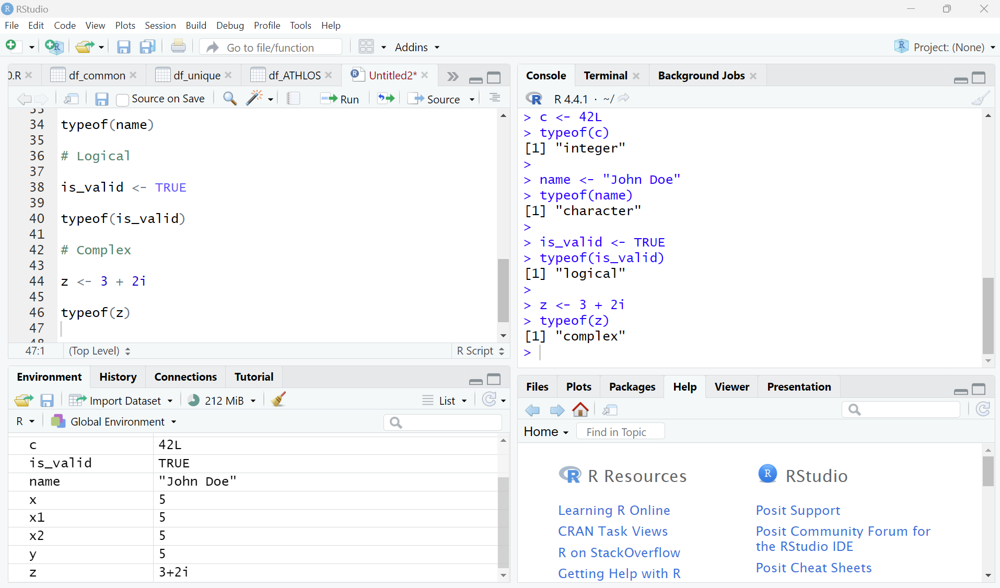 RStudio
File Edit Code View Plots Session Build Debug Profile Tools Help
Go to file/function Addins Project: (None)
.R df_common df_unique df_ATHLOS Untitled2*
Source on Save Run Source
34 typeof(name)
35
36 # Logical
37
38 is_valid <- TRUE
39
40 typeof(is_valid)
41
42 # Complex
43
44 z <- 3 + 2i
45
46 typeof(z)
47
47:1 (Top Level) R Script
Console Terminal Background Jobs
R 4.4.1 · ~/
> c <- 42L
> typeof(c)
[1] "integer"
>
> name <- "John Doe"
> typeof(name)
[1] "character"
>
> is_valid <- TRUE
> typeof(is_valid)
[1] "logical"
>
> z <- 3 + 2i
> typeof(z)
[1] "complex"
>
Environment History Connections Tutorial
Import Dataset 212 MiB List
R Global Environment
c 42L
is_valid TRUE
name "John Doe"
x 5
x1 5
x2 5
y 5
z 3+2i
Files Plots Packages Help Viewer Presentation
Home Find in Topic
R Resources
Learning R Online
CRAN Task Views
R on StackOverflow
Getting Help with R
R RStudio
Posit Support
Posit Community Forum for
the RStudio IDE
Posit Cheat Sheets